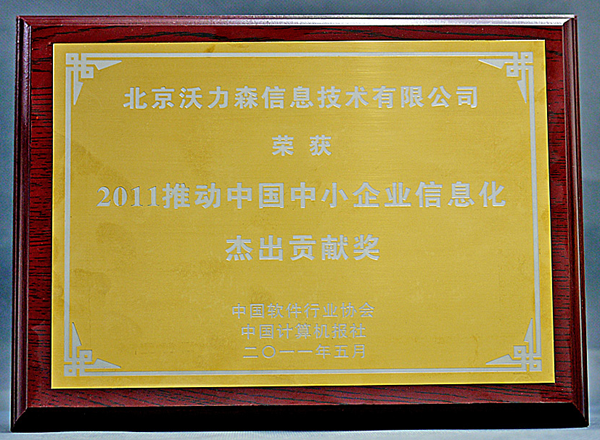 北京沃力森信息技术有限公司
荣获
2011推动中国中小企业信息化
杰出贡献奖
中国软件行业协会
中国计算机报社
二〇一一年五月